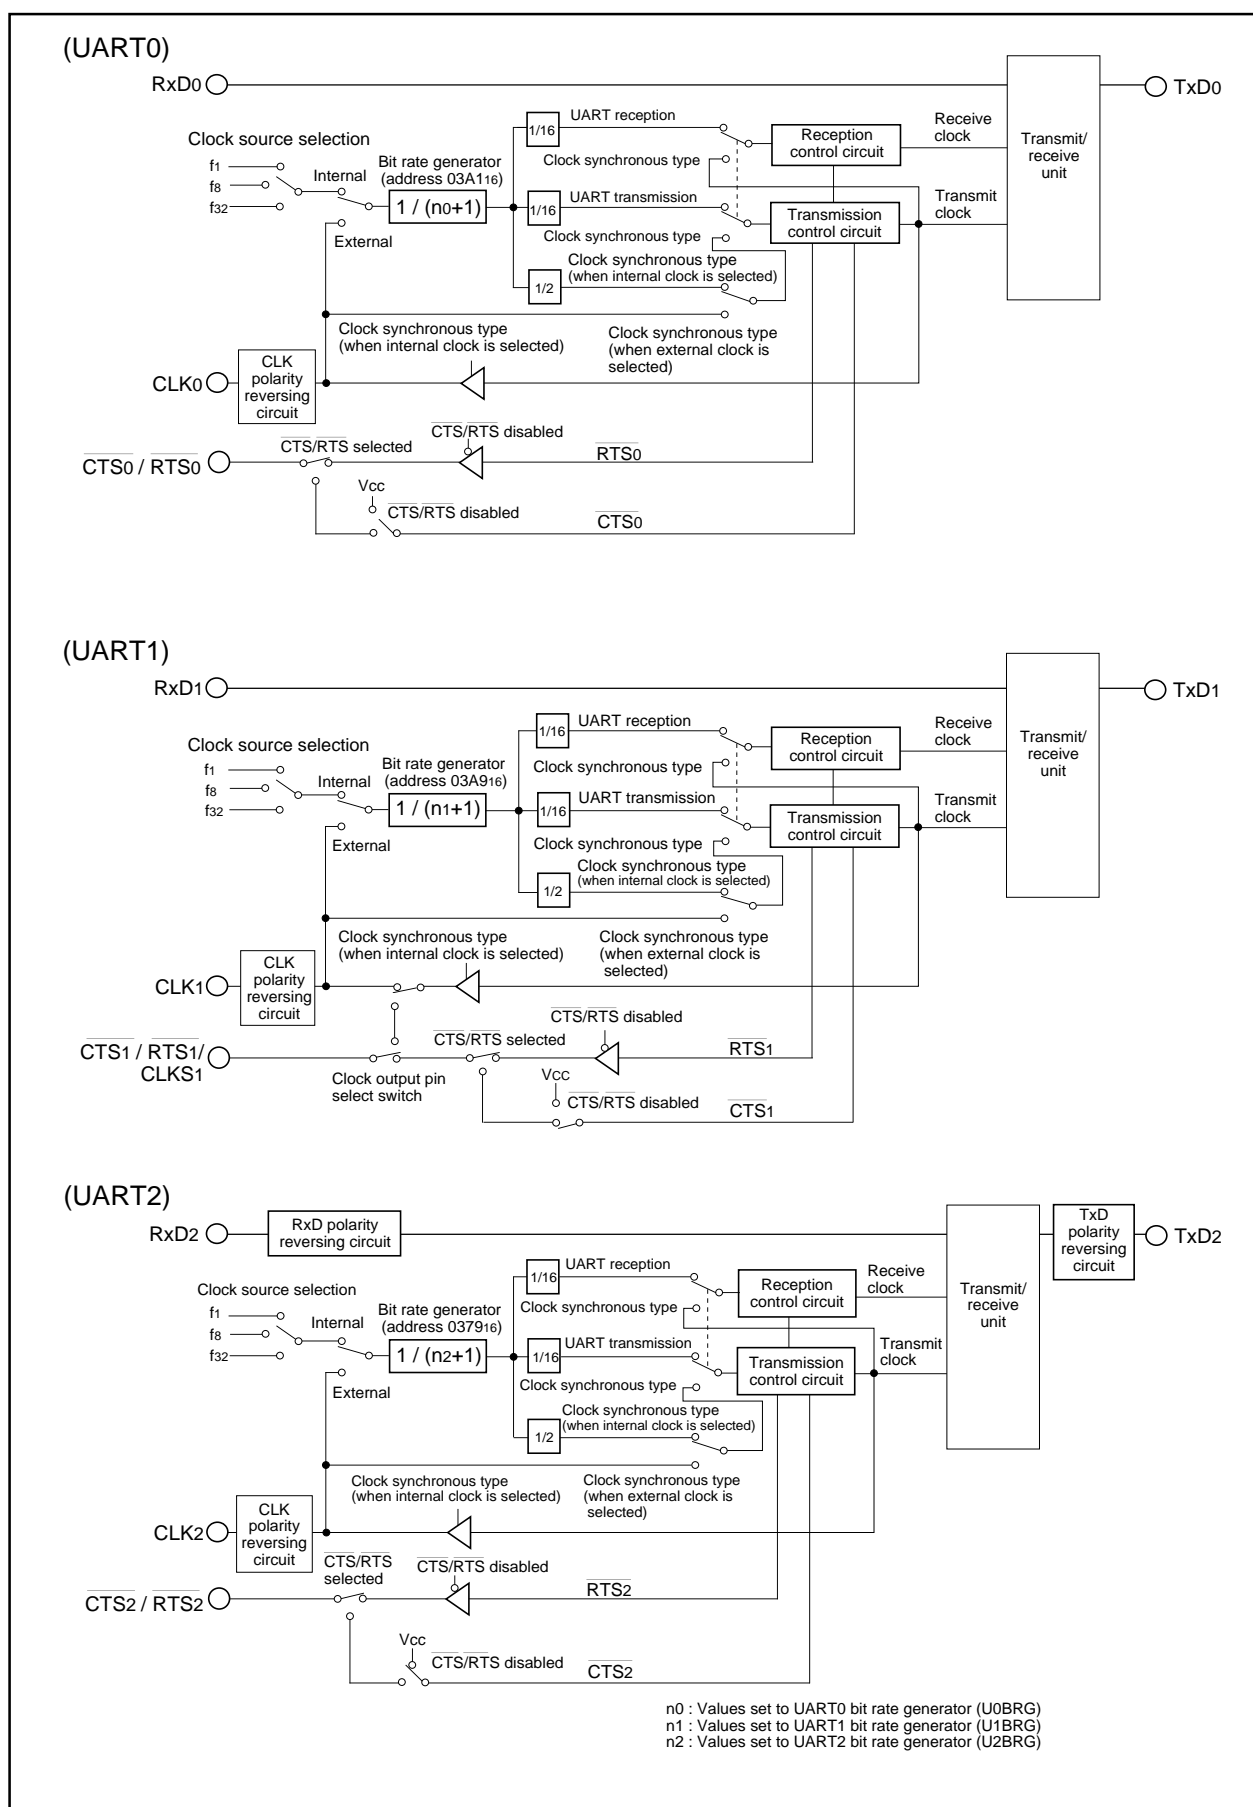 (UART0)
RxD0
TxD0
Clock source selection
f1
f8
f32
Internal
External
Bit rate generator
(address 03A116)
1 / (n0+1)
1/16
UART reception
Clock synchronous type
1/16
UART transmission
Clock synchronous type
1/2
Clock synchronous type
(when internal clock is selected)
Reception
control circuit
Receive
clock
Transmission
control circuit
Transmit
clock
Transmit/
receive
unit
Clock synchronous type
(when internal clock is selected)
Clock synchronous type
(when external clock is
selected)
CLK0
CLK
polarity
reversing
circuit
CTS0 / RTS0
CTS/RTS selected
CTS/RTS disabled
RTS0
Vcc
CTS/RTS disabled
CTS0
(UART1)
RxD1
TxD1
Clock source selection
f1
f8
f32
Internal
External
Bit rate generator
(address 03A916)
1 / (n1+1)
1/16
UART reception
Clock synchronous type
1/16
UART transmission
Clock synchronous type
1/2
Clock synchronous type
(when internal clock is selected)
Reception
control circuit
Receive
clock
Transmission
control circuit
Transmit
clock
Transmit/
receive
unit
Clock synchronous type
(when internal clock is selected)
Clock synchronous type
(when external clock is
selected)
CLK1
CLK
polarity
reversing
circuit
CTS1 / RTS1/
CLKS1
Clock output pin
select switch
CTS/RTS selected
CTS/RTS disabled
RTS1
VCC
CTS/RTS disabled
CTS1
(UART2)
RxD2
RxD polarity
reversing circuit
TxD
polarity
reversing
circuit
TxD2
Clock source selection
f1
f8
f32
Internal
External
Bit rate generator
(address 037916)
1 / (n2+1)
1/16
UART reception
Clock synchronous type
1/16
UART transmission
Clock synchronous type
1/2
Clock synchronous type
(when internal clock is selected)
Reception
control circuit
Receive
clock
Transmission
control circuit
Transmit
clock
Transmit/
receive
unit
Clock synchronous type
(when internal clock is selected)
Clock synchronous type
(when external clock is
selected)
CLK2
CLK
polarity
reversing
circuit
CTS2 / RTS2
CTS/RTS
selected
CTS/RTS disabled
RTS2
Vcc
CTS/RTS disabled
CTS2
n0 : Values set to UART0 bit rate generator (U0BRG)
n1 : Values set to UART1 bit rate generator (U1BRG)
n2 : Values set to UART2 bit rate generator (U2BRG)